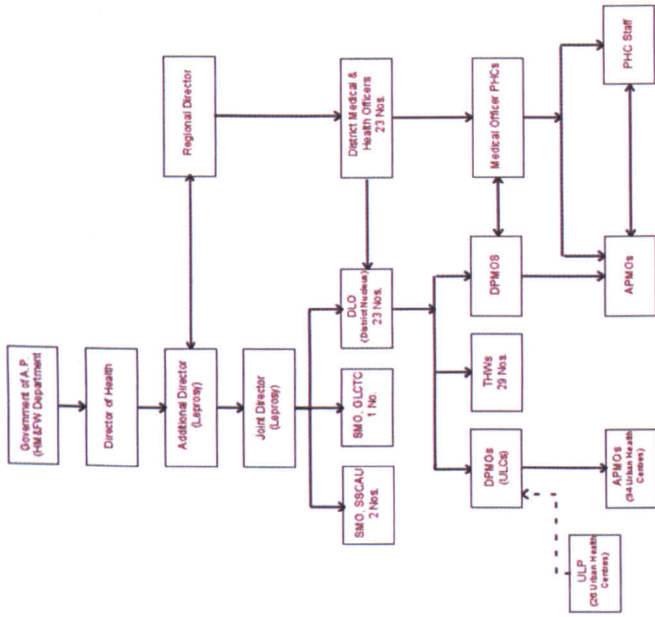 Government of A.P.
(HM&FW Department)
Director of Health
Additional Director
(Leprosy)
Regional Director
Joint Director
(Leprosy)
SMO, SSCAU
2 Nos.
SMO, GLCTC
1 No.
DLO
(District Nucleus)
23 Nos.
District Medical &
Health Officers
23 Nos.
DPMOs
(ULCs)
THWs
29 Nos.
DPMOS
Medical Officer PHCs
ULP
(26 Urban Health
Centres)
APMOs
(34 Urban Health
Centres)
APMOs
PHC Staff